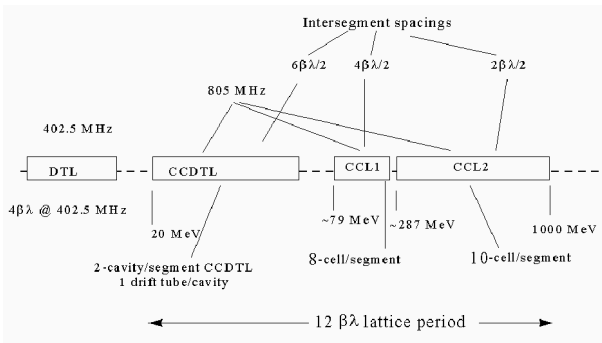 Intersegment spacings
6βλ/2
4βλ/2
2βλ/2
805 MHz
402.5 MHz
DTL
CCDTL
CCL1
CCL2
4βλ @ 402.5 MHz
20 MeV
~79 MeV
~287 MeV
1000 MeV
2-cavity/segment CCDTL
1 drift tube/cavity
8-cell/segment
10-cell/segment
12 βλ lattice period